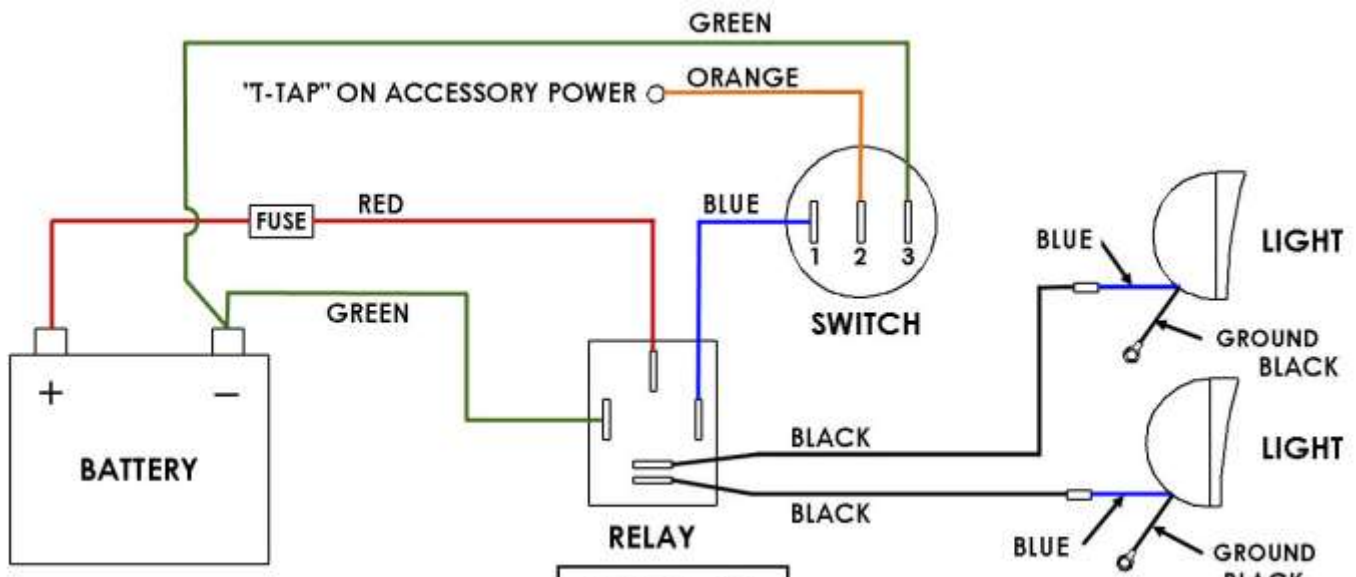 GREEN
"T-TAP" ON ACCESSORY POWER
ORANGE
FUSE
RED
BLUE
1 2 3
SWITCH
BLUE
LIGHT
GROUND
BLACK
GREEN
+ −
BATTERY
RELAY
BLACK
BLACK
LIGHT
BLUE
GROUND
BLACK